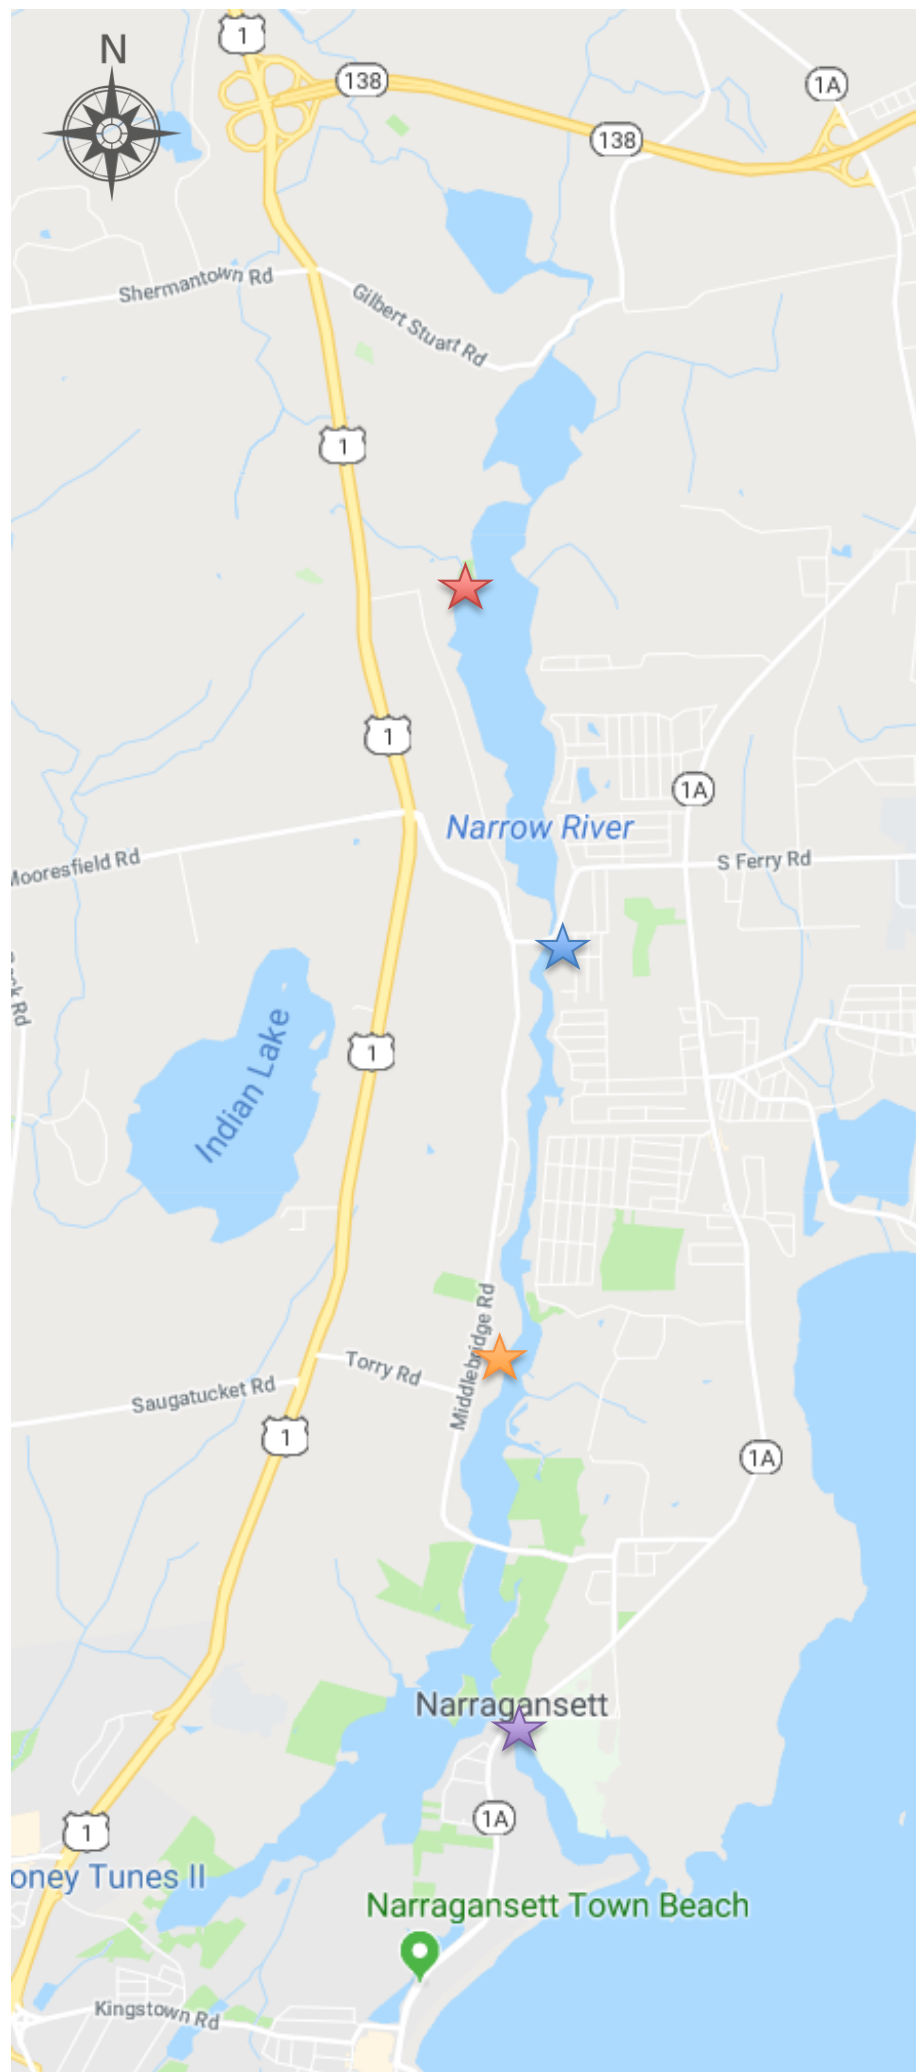 N
1
138
1A
138
Shermantown Rd
Gilbert Stuart Rd
1
1
1A
Narrow River
S Ferry Rd
Mooresfield Rd
Rd
Indian Lake
1
Middlebridge Rd
Torry Rd
Saugatucket Rd
1
1A
Narragansett
1A
1
oney Tunes II
Narragansett Town Beach
Kingstown Rd